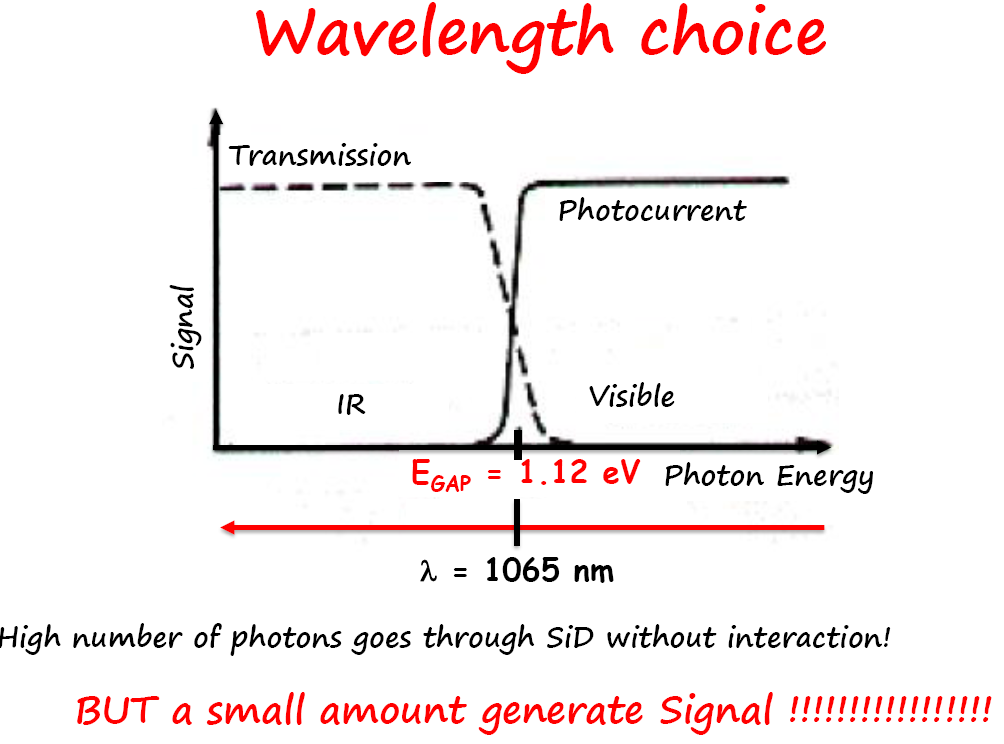 Wavelength choice
Transmission
Photocurrent
Signal
IR
Visible
EGAP = 1.12 eV
Photon Energy
λ = 1065 nm
High number of photons goes through SiD without interaction!
BUT a small amount generate Signal !!!!!!!!!!!!!!!!!